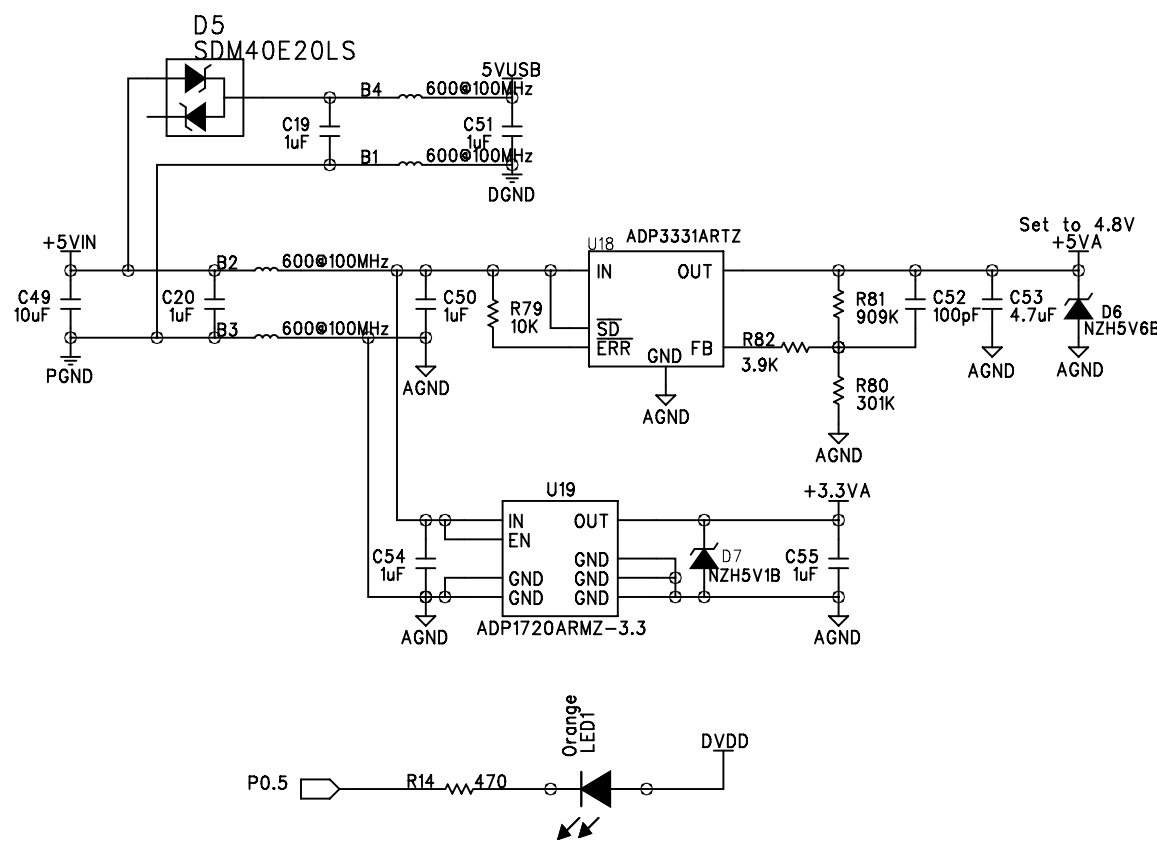 D5
SDM40E20LS
5VUSB
B4
600@100MHz
C19
1uF
C51
1uF
B1
600@100MHz
DGND
+5VIN
B2
600@100MHz
C49
10uF
C20
1uF
C50
1uF
B3
600@100MHz
PGND
AGND
R79
10K
U18
ADP3331ARTZ
IN
OUT
SD
ERR
GND
FB
AGND
R82
3.9K
R81
909K
C52
100pF
C53
4.7uF
Set to 4.8V
+5VA
D6
NZH5V6B
AGND
AGND
R80
301K
AGND
U19
+3.3VA
IN
OUT
EN
GND
GND
GND
GND
GND
C54
1uF
D7
NZH5V1B
C55
1uF
AGND
ADP1720ARMZ-3.3
AGND
Orange
LED1
DVDD
P0.5
R14
470